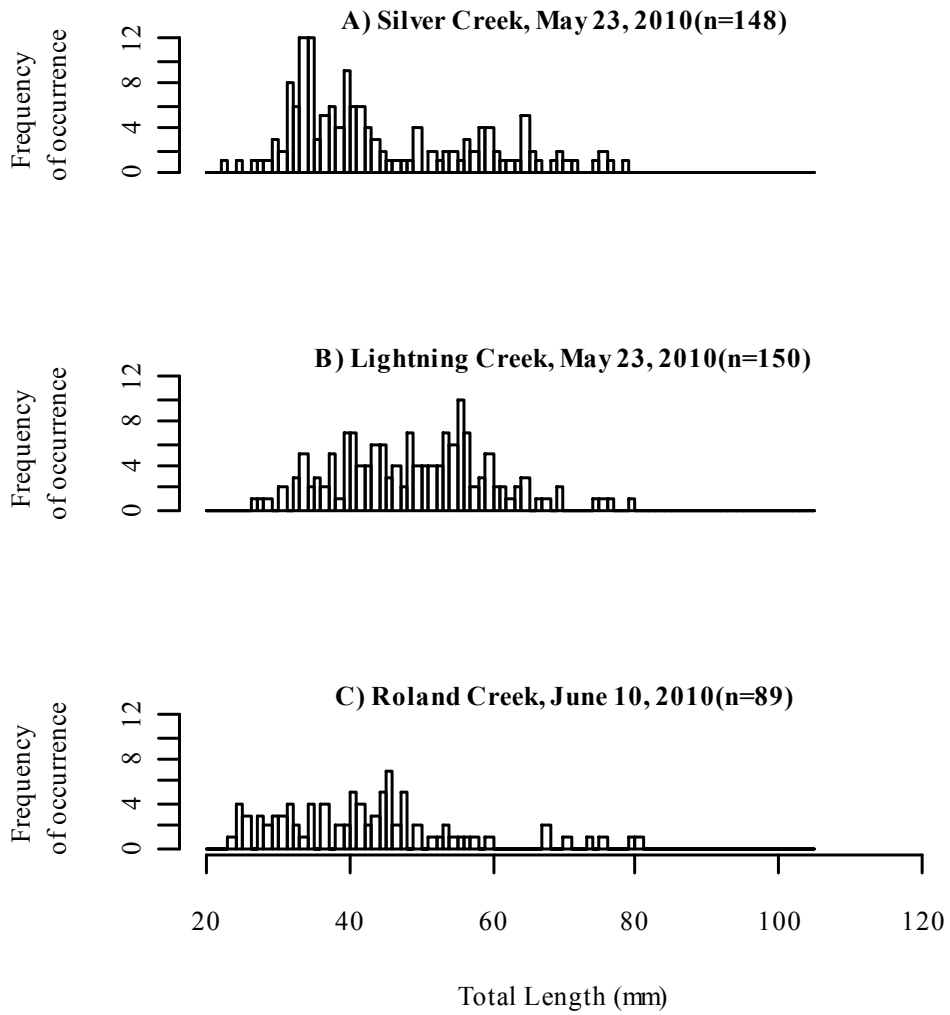 A) Silver Creek, May 23, 2010(n=148)
Frequency
of occurrence
12
8
4
0
B) Lightning Creek, May 23, 2010(n=150)
Frequency
of occurrence
12
8
4
0
C) Roland Creek, June 10, 2010(n=89)
Frequency
of occurrence
12
8
4
0
20 40 60 80 100 120
Total Length (mm)